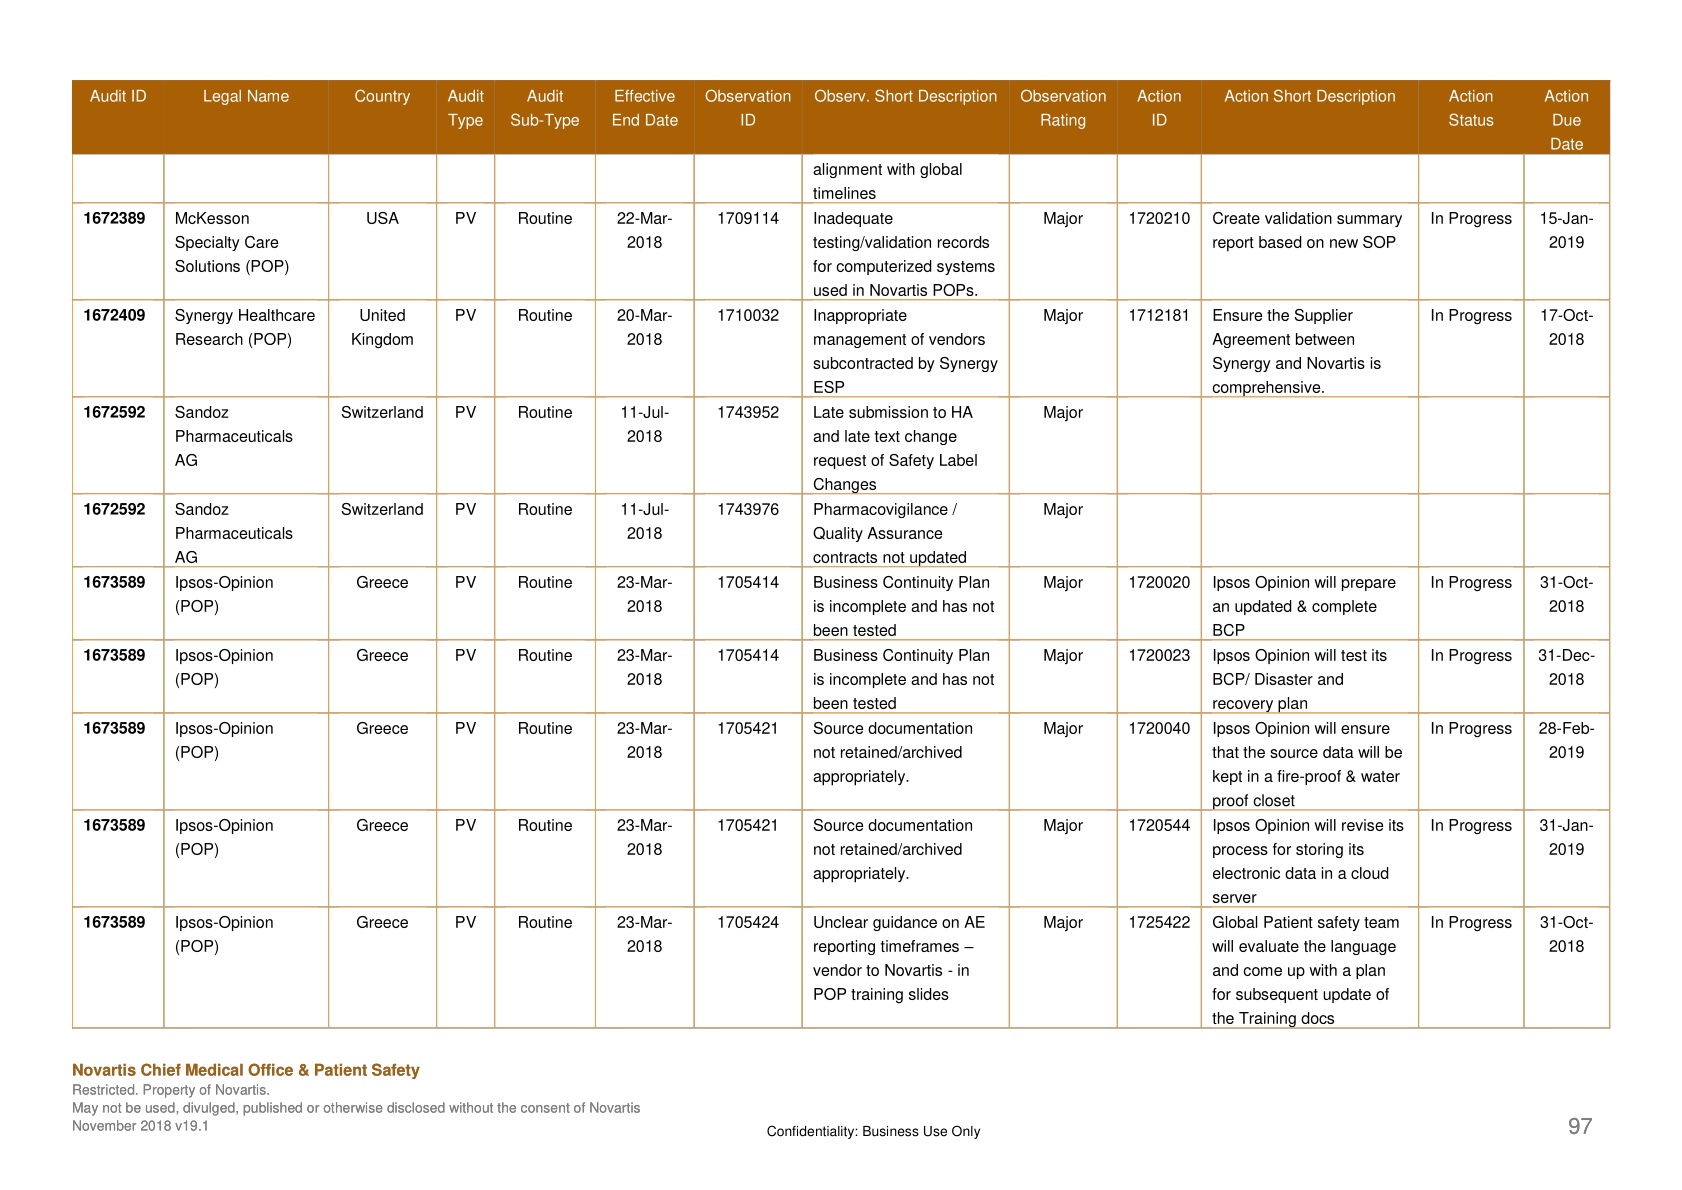 Audit ID Legal Name Country Audit Type Audit Sub-Type Effective End Date Observation ID Observ. Short Description Observation Rating Action ID Action Short Description Action Status Action Due Date
alignment with global timelines
1672389 McKesson Specialty Care Solutions (POP) USA PV Routine 22-Mar-2018 1709114 Inadequate testing/validation records for computerized systems used in Novartis POPs. Major 1720210 Create validation summary report based on new SOP In Progress 15-Jan-2019
1672409 Synergy Healthcare Research (POP) United Kingdom PV Routine 20-Mar-2018 1710032 Inappropriate management of vendors subcontracted by Synergy ESP Major 1712181 Ensure the Supplier Agreement between Synergy and Novartis is comprehensive. In Progress 17-Oct-2018
1672592 Sandoz Pharmaceuticals AG Switzerland PV Routine 11-Jul-2018 1743952 Late submission to HA and late text change request of Safety Label Changes Major
1672592 Sandoz Pharmaceuticals AG Switzerland PV Routine 11-Jul-2018 1743976 Pharmacovigilance / Quality Assurance contracts not updated Major
1673589 Ipsos-Opinion (POP) Greece PV Routine 23-Mar-2018 1705414 Business Continuity Plan is incomplete and has not been tested Major 1720020 Ipsos Opinion will prepare an updated & complete BCP In Progress 31-Oct-2018
1673589 Ipsos-Opinion (POP) Greece PV Routine 23-Mar-2018 1705414 Business Continuity Plan is incomplete and has not been tested Major 1720023 Ipsos Opinion will test its BCP/ Disaster and recovery plan In Progress 31-Dec-2018
1673589 Ipsos-Opinion (POP) Greece PV Routine 23-Mar-2018 1705421 Source documentation not retained/archived appropriately. Major 1720040 Ipsos Opinion will ensure that the source data will be kept in a fire-proof & water proof closet In Progress 28-Feb-2019
1673589 Ipsos-Opinion (POP) Greece PV Routine 23-Mar-2018 1705421 Source documentation not retained/archived appropriately. Major 1720544 Ipsos Opinion will revise its process for storing its electronic data in a cloud server In Progress 31-Jan-2019
1673589 Ipsos-Opinion (POP) Greece PV Routine 23-Mar-2018 1705424 Unclear guidance on AE reporting timeframes – vendor to Novartis - in POP training slides Major 1725422 Global Patient safety team will evaluate the language and come up with a plan for subsequent update of the Training docs In Progress 31-Oct-2018
Novartis Chief Medical Office & Patient Safety
Restricted. Property of Novartis.
May not be used, divulged, published or otherwise disclosed without the consent of Novartis
November 2018 v19.1
Confidentiality: Business Use Only
97